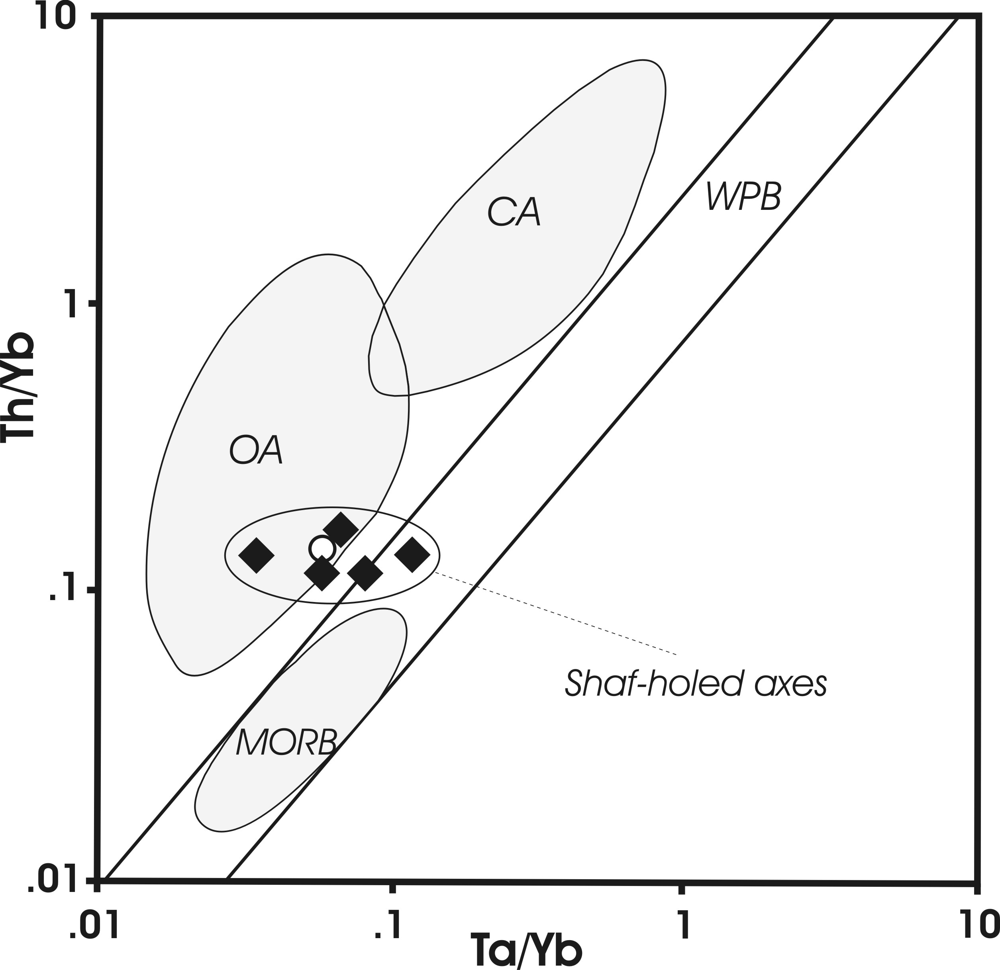 10
WPB
CA
1
Th/Yb
OA
.1
Shaf-holed axes
MORB
.01
.01
.1
1
10
Ta/Yb